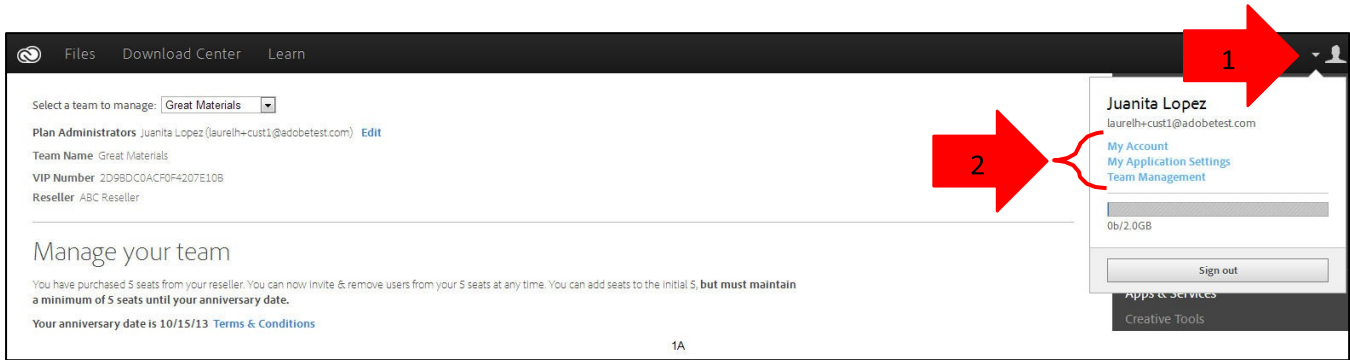 Files Download Center Learn
1
Select a team to manage: Great Materials
Plan Administrators Juanita Lopez (laurelh+cust1@adobetest.com) Edit
Team Name Great Materials
VIP Number 2D9BDC0ACF0F4207E10B
Reseller ABC Reseller
Manage your team
You have purchased 5 seats from your reseller. You can now invite & remove users from your 5 seats at any time. You can add seats to the initial 5, but must maintain
a minimum of 5 seats until your anniversary date.
Your anniversary date is 10/15/13 Terms & Conditions
2
Juanita Lopez
laurelh+cust1@adobetest.com
My Account
My Application Settings
Team Management
0b/2.0GB
Sign out
Apps & Services
Creative Tools
1A